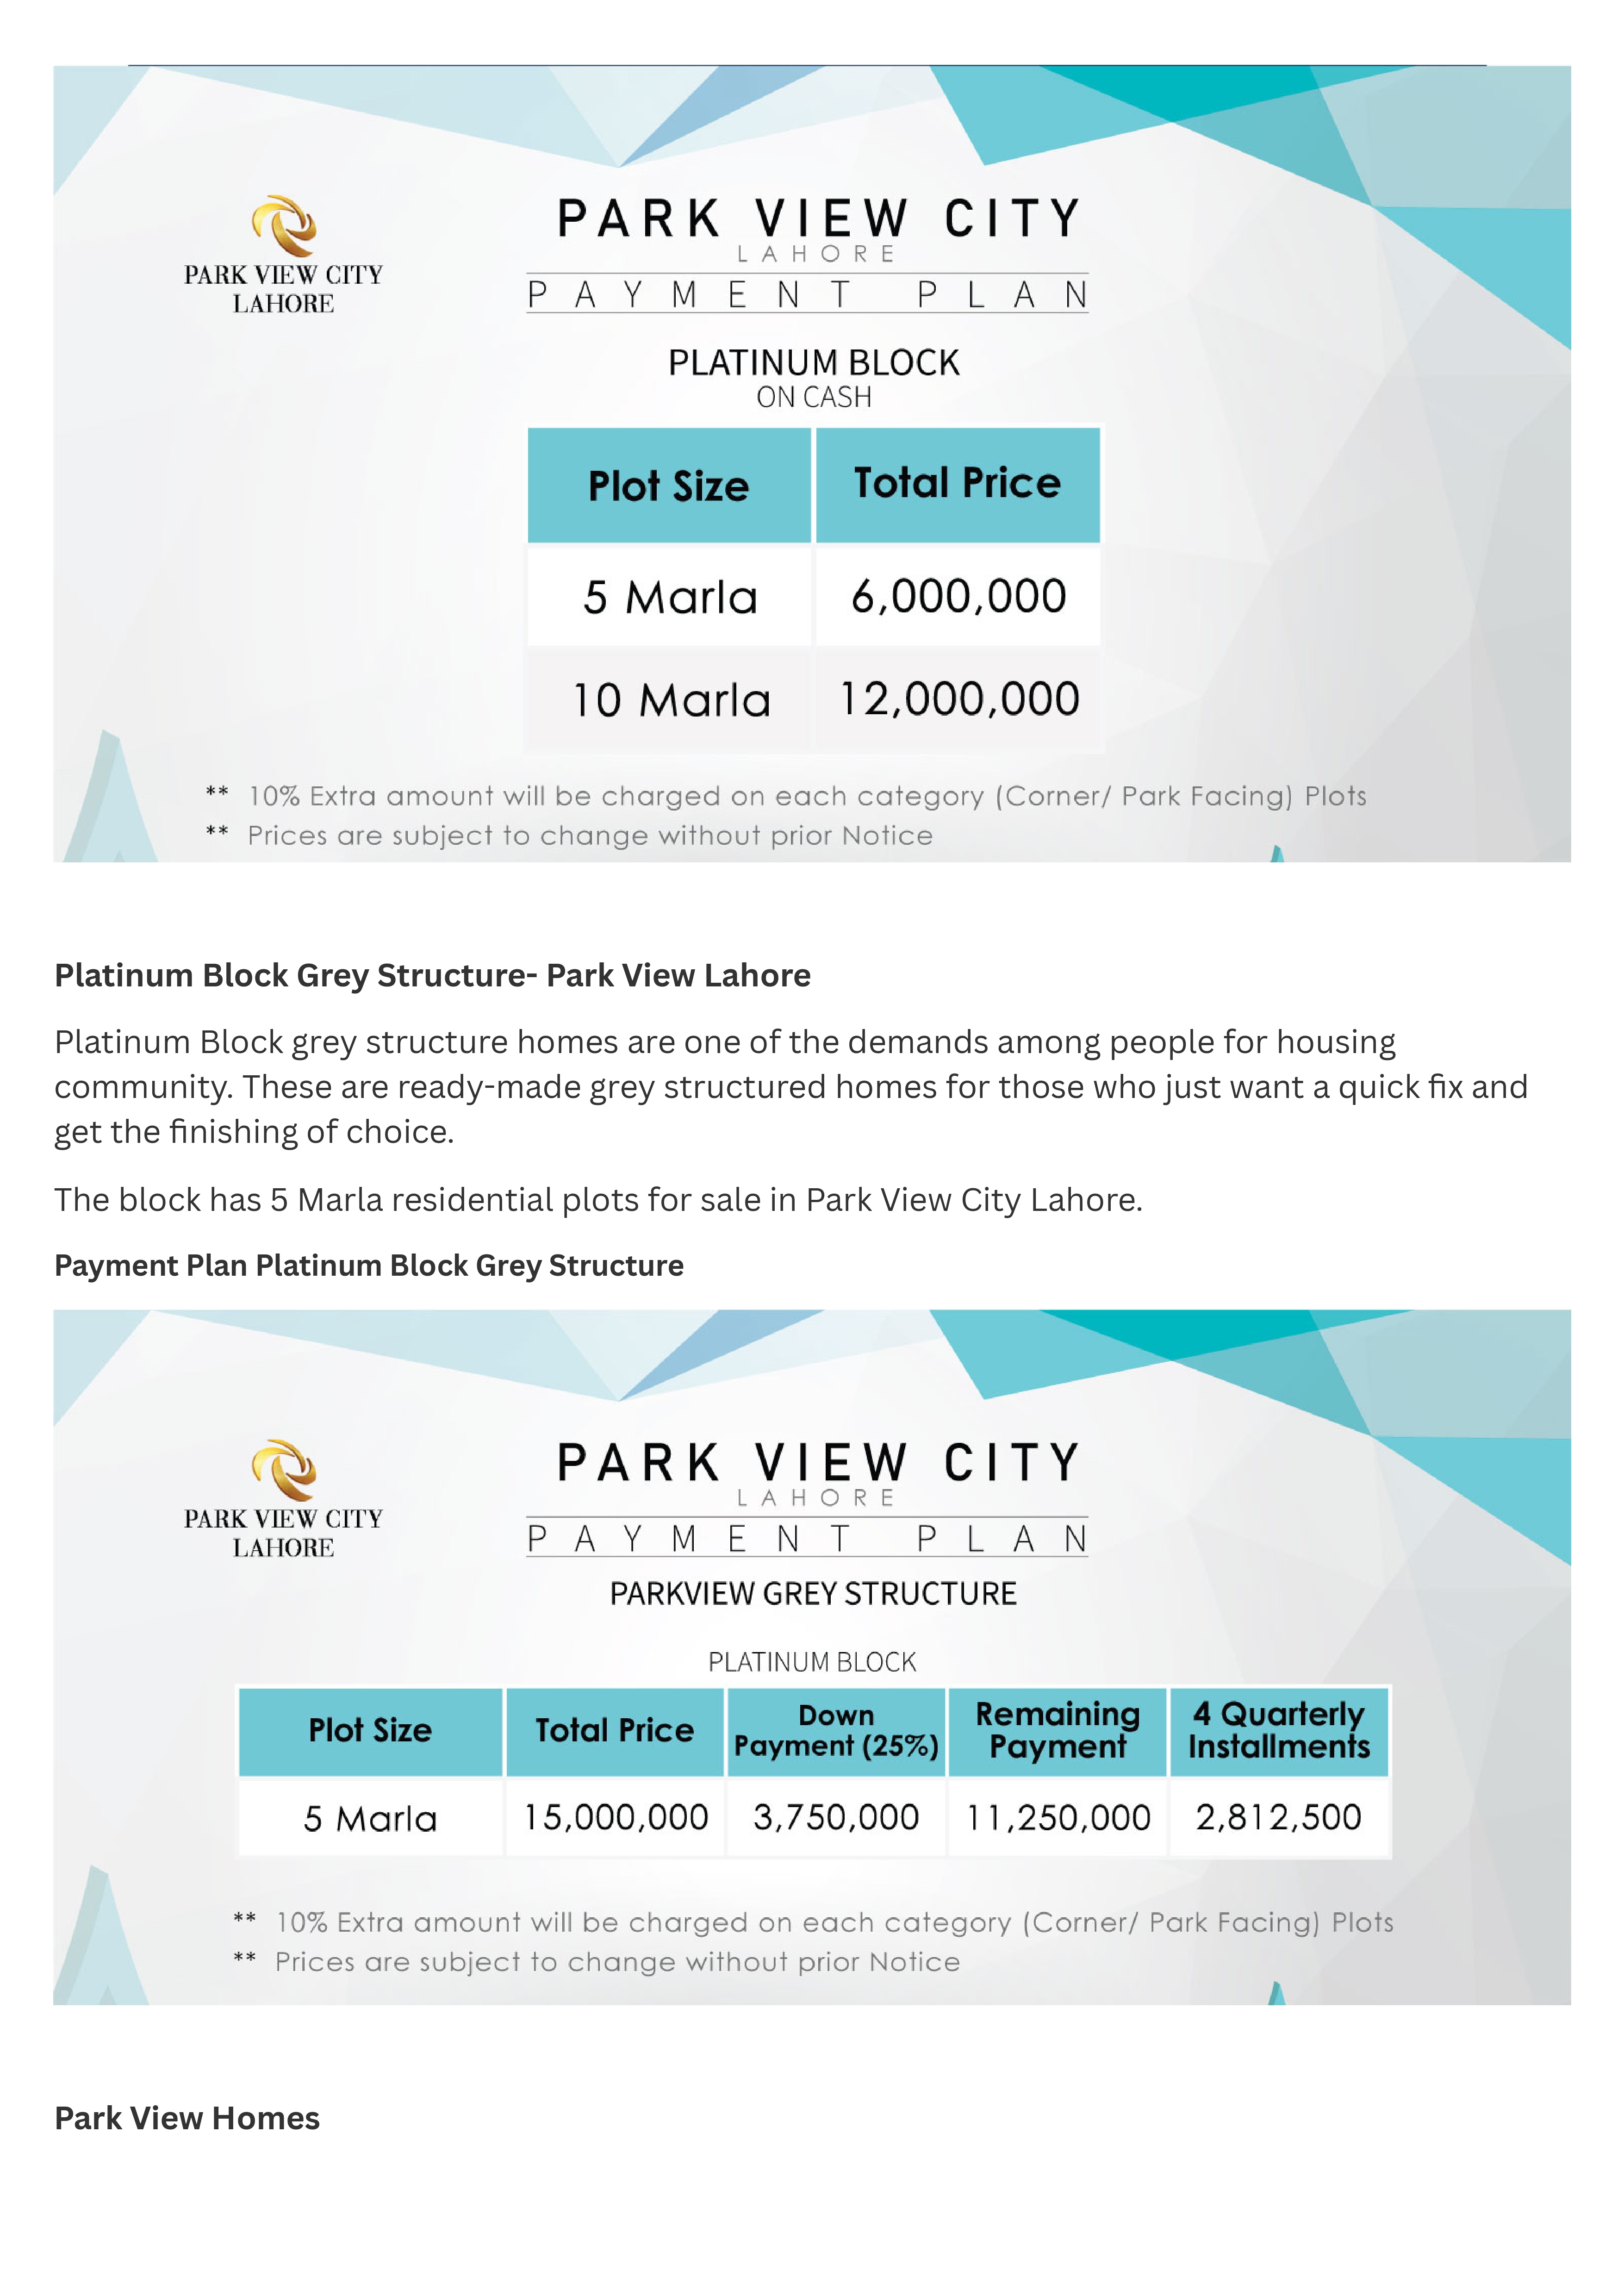 PARK VIEW CITY
LAHORE
PARK VIEW CITY
LAHORE
PAYMENT PLAN
PLATINUM BLOCK
ON CASH
Plot Size Total Price
5 Marla 6,000,000
10 Marla 12,000,000
** 10% Extra amount will be charged on each category (Corner/ Park Facing) Plots
** Prices are subject to change without prior Notice
Platinum Block Grey Structure- Park View Lahore
Platinum Block grey structure homes are one of the demands among people for housing
community. These are ready-made grey structured homes for those who just want a quick fix and
get the finishing of choice.
The block has 5 Marla residential plots for sale in Park View City Lahore.
Payment Plan Platinum Block Grey Structure
PARK VIEW CITY
LAHORE
PARK VIEW CITY
LAHORE
PAYMENT PLAN
PARKVIEW GREY STRUCTURE
PLATINUM BLOCK
Plot Size Total Price Down Payment (25%) Remaining Payment 4 Quarterly Installments
5 Marla 15,000,000 3,750,000 11,250,000 2,812,500
** 10% Extra amount will be charged on each category (Corner/ Park Facing) Plots
** Prices are subject to change without prior Notice
Park View Homes